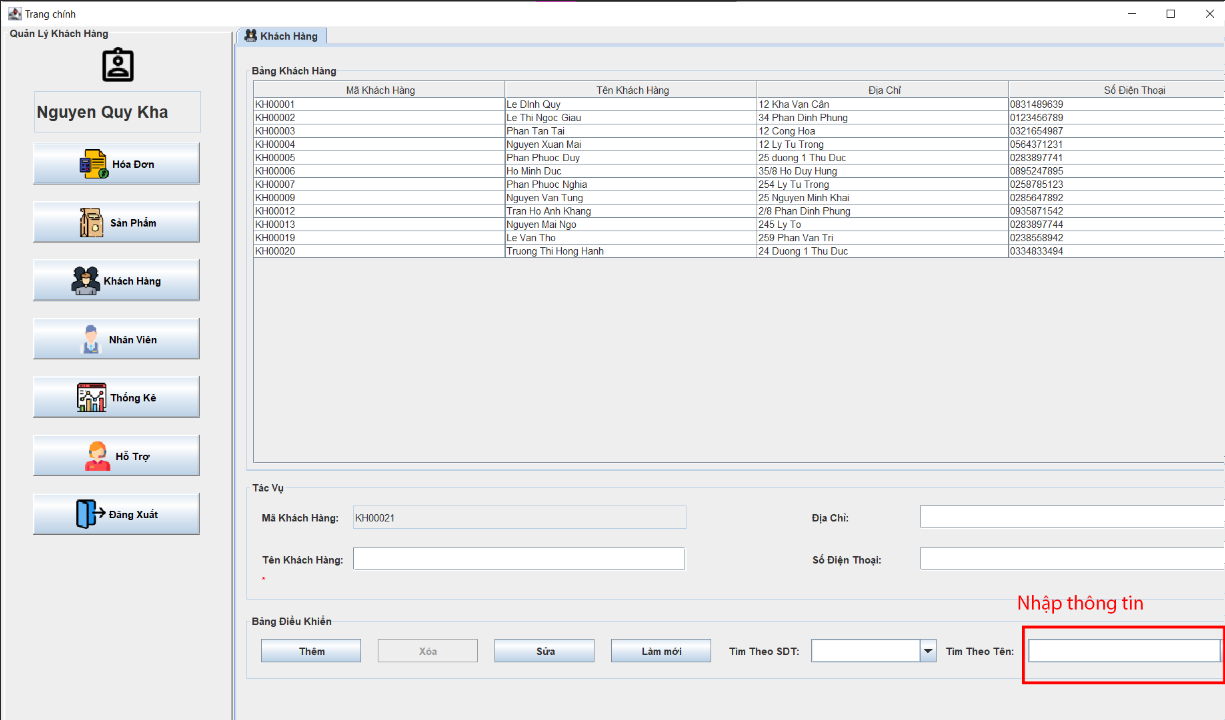 Trang chính
Quản Lý Khách Hàng
Nguyen Quy Kha
Hóa Đơn
Sản Phẩm
Khách Hàng
Nhân Viên
Thống Kê
Hỗ Trợ
Đăng Xuất
Khách Hàng
Bảng Khách Hàng
Mã Khách Hàng Tên Khách Hàng Địa Chỉ Số Điện Thoại
KH00001 Le DInh Quy 12 Kha Van Cân 0831489639
KH00002 Le Thi Ngoc Giau 34 Phan Dinh Phung 0123456789
KH00003 Phan Tan Tai 12 Cong Hoa 0321654987
KH00004 Nguyen Xuan Mai 12 Ly Tu Trong 0564371231
KH00005 Phan Phuoc Duy 25 duong 1 Thu Duc 0283897741
KH00006 Ho Minh Duc 35/8 Ho Duy Hung 0895247895
KH00007 Phan Phuoc Nghia 254 Ly Tu Trong 0258785123
KH00009 Nguyen Van Tung 25 Nguyen Minh Khai 0285647892
KH00012 Tran Ho Anh Khang 2/8 Phan Dinh Phung 0935871542
KH00013 Nguyen Mai Ngo 245 Ly To 0283897744
KH00019 Le Van Tho 259 Phan Van Tri 0238558942
KH00020 Truong Thi Hong Hanh 24 Duong 1 Thu Duc 0334833494
Tác Vụ
Mã Khách Hàng: KH00021 Địa Chỉ:
Tên Khách Hàng: Số Điện Thoại:
*
Nhập thông tin
Bảng Điều Khiển
Thêm Xóa Sửa Làm mới Tìm Theo SDT: Tìm Theo Tên: